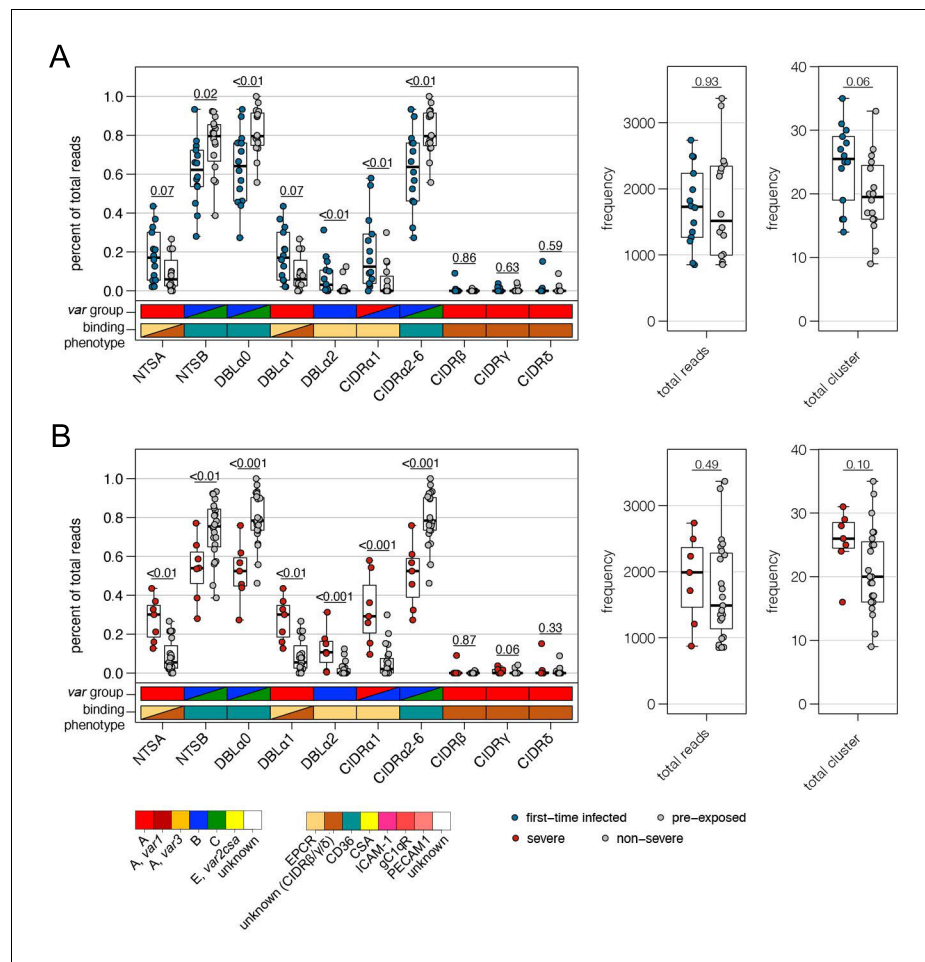 A
percent of total reads
1.0
0.8
0.6
0.4
0.2
0.0
0.07
0.02
<0.01
0.07
<0.01
<0.01
<0.01
0.86
0.63
0.59
var group
binding
phenotype
NTSA
NTSB
DBLα0
DBLα1
DBLα2
CIDRα1
CIDRα2-6
CIDRβ
CIDRγ
CIDRδ
frequency
3000
2000
1000
0
0.93
total reads
frequency
40
30
20
10
0
0.06
total cluster
B
percent of total reads
1.0
0.8
0.6
0.4
0.2
0.0
<0.01
<0.01
<0.001
<0.01
<0.001
<0.001
<0.001
0.87
0.06
0.33
var group
binding
phenotype
NTSA
NTSB
DBLα0
DBLα1
DBLα2
CIDRα1
CIDRα2-6
CIDRβ
CIDRγ
CIDRδ
frequency
3000
2000
1000
0
0.49
total reads
frequency
40
30
20
10
0
0.10
total cluster
A
A, var1
A, var3
B
C
E, var2csa
unknown
EPCR
unknown (CIDRβ/γ/δ)
CD36
CSA
ICAM-1
gC1qR
PECAM1
unknown
first-time infected
pre-exposed
severe
non-severe